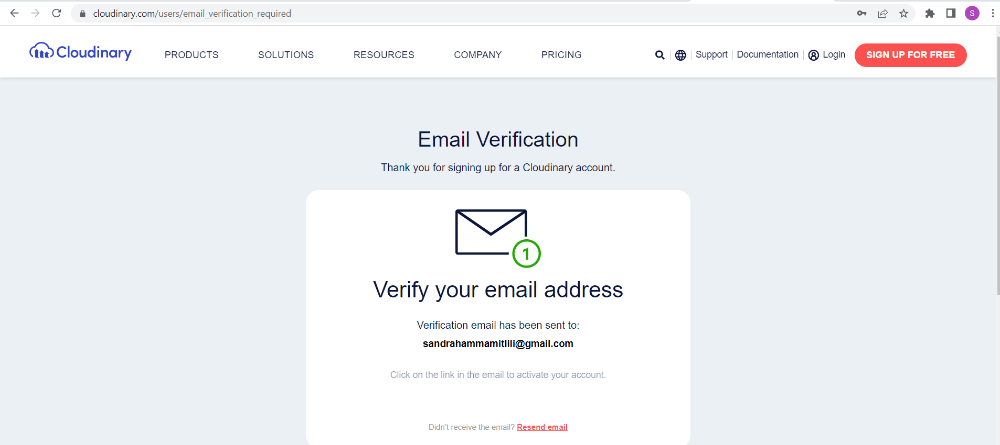 cloudinary.com/users/email_verification_required
S
Cloudinary PRODUCTS SOLUTIONS RESOURCES COMPANY PRICING Support Documentation Login SIGN UP FOR FREE
Email Verification
Thank you for signing up for a Cloudinary account.
1
Verify your email address
Verification email has been sent to:
sandrahammamitlili@gmail.com
Click on the link in the email to activate your account.
Didn't receive the email? Resend email